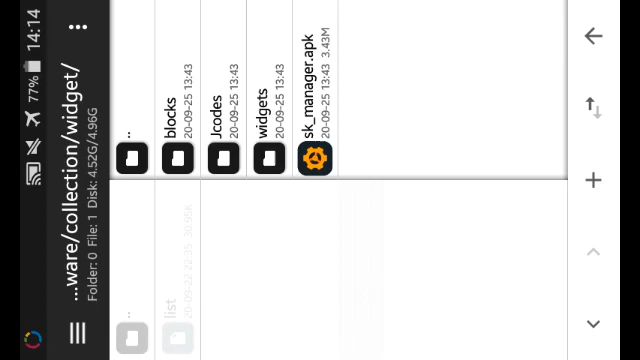 77% 14:14
...ware/collection/widget/
Folder: 0 File: 1 Disk: 4.52G/4.96G
..
list
20-09-22 22:35 30.95K
..
blocks
20-09-25 13:43
Jcodes
20-09-25 13:43
widgets
20-09-25 13:43
sk_manager.apk
20-09-25 13:43 3.43M